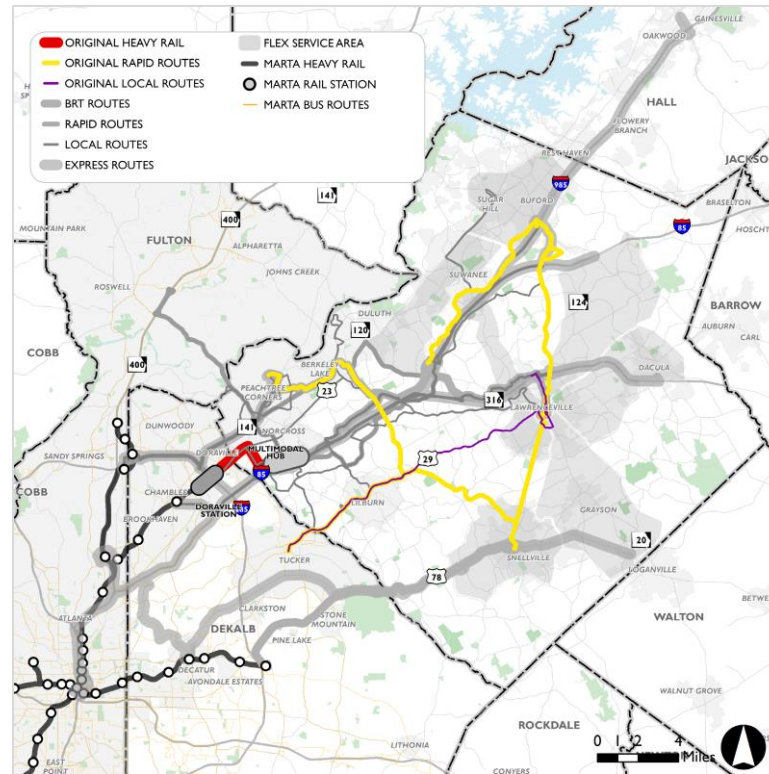 ORIGINAL HEAVY RAIL
ORIGINAL RAPID ROUTES
ORIGINAL LOCAL ROUTES
BRT ROUTES
RAPID ROUTES
LOCAL ROUTES
EXPRESS ROUTES
FLEX SERVICE AREA
MARTA HEAVY RAIL
MARTA RAIL STATION
MARTA BUS ROUTES
GAINESVILLE
OAKWOOD
HALL
FLOWERY
BRANCH
REST HAVEN
JACKSO
985
BRASELTON
HOSCHT
141
400
SUGAR
HILL
BUFORD
85
MOUNTAIN PARK
FULTON
ALPHARETTA
JOHNS CREEK
SUWANEE
ROSWELL
124
BARROW
DULUTH
120
AUBURN
CARL
COBB
400
BERKELEY
LAKE
DACULA
PEACHTREE
CORNERS
23
316
LAWRENCEVILLE
141
NORCROSS
DUNWOODY
SANDY SPRINGS
DORAVILLE
MULTIMODAL
HUB
85
29
COBB
CHAMBLEE
DORAVILLE
STATION
285
BROOKHAVEN
LILBURN
GRAYSON
20
TUCKER
SNELLVILLE
LOGANVILLE
78
ATLANTA
CLARKSTON
STONE
MOUNTAIN
DEKALB
PINE LAKE
BETWE
WALTON
DECATUR
AVONDALE ESTATES
WALNUT GROVE
ROCKDALE
EAST
POINT
LITHONIA
CONYERS
0 1 2 4
Miles